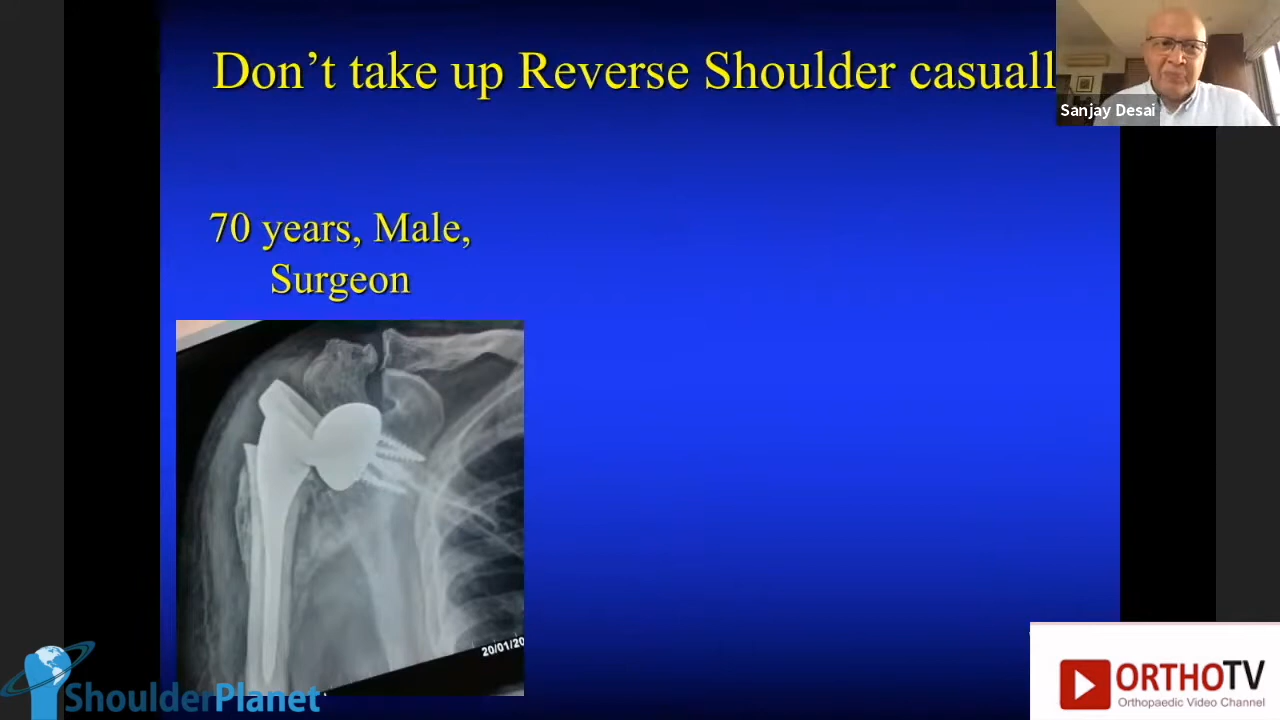 Don't take up Reverse Shoulder casuall
Sanjay Desai
70 years, Male,
Surgeon
20/01/20
ShoulderPlanet
ORTHOTV
Orthopaedic Video Channel